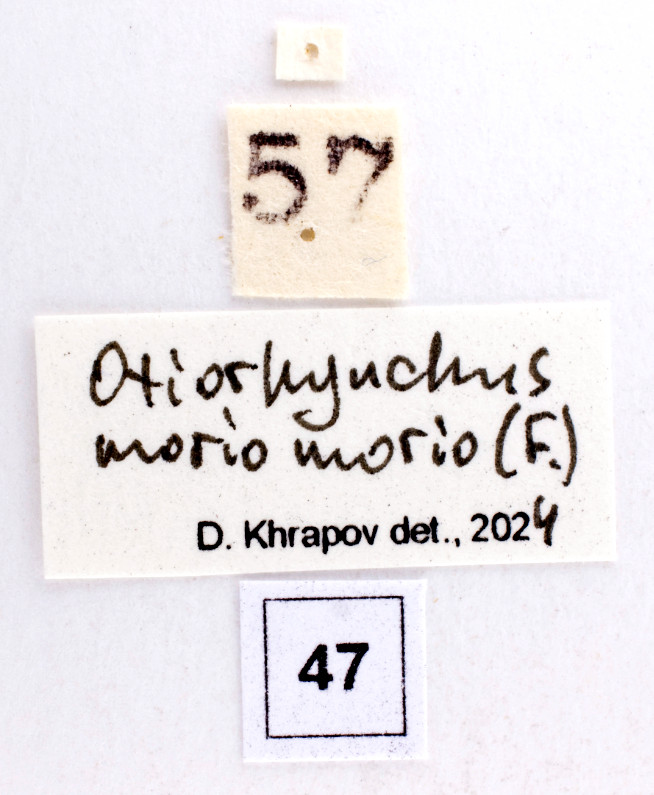 57
Otiorhynchus
morio morio (F.)
D. Khrapov det., 2024
47